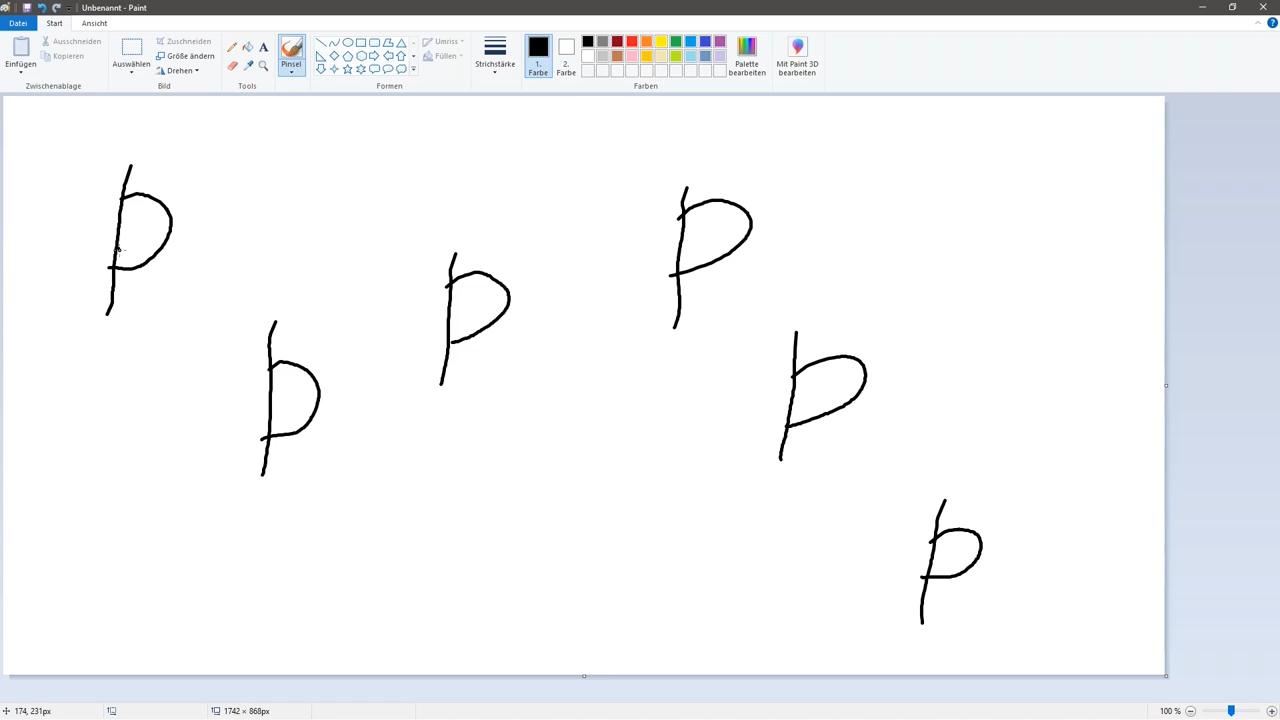 Unbenannt - Paint
Datei Start Ansicht
Einfügen Ausschneiden Kopieren Auswählen Zuschneiden Größe ändern Drehen Pinsel Umriss Füllen Strichstärke 1. Farbe 2. Farbe Palette bearbeiten Mit Paint 3D bearbeiten
Zwischenablage Bild Tools Formen Farben
þ þ
þ
þ þ
þ
174, 231px 1742 × 868px 100 %